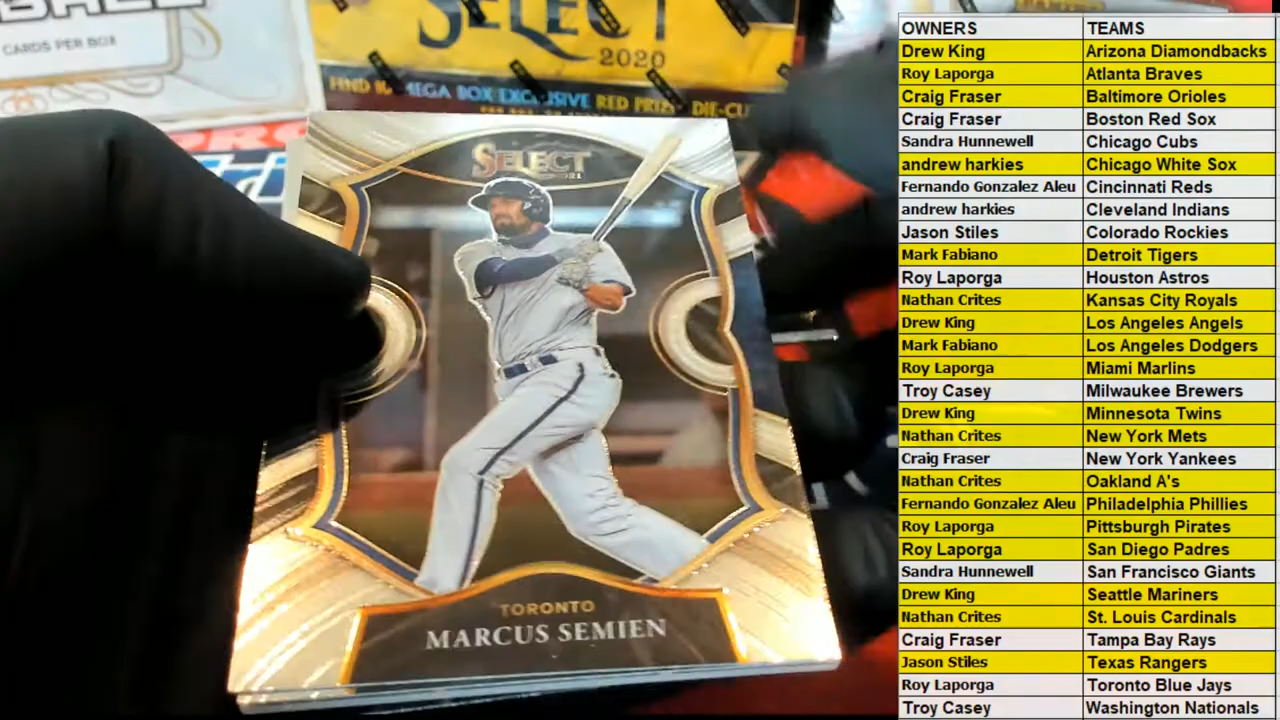 CARDS PER BOX
SELECT
2020
FIND 16 MEGA BOX EXCLUSIVE RED PRIZM DIE-CU
SELECT
TORONTO
MARCUS SEMIEN
OWNERS TEAMS
Drew King Arizona Diamondbacks
Roy Laporga Atlanta Braves
Craig Fraser Baltimore Orioles
Craig Fraser Boston Red Sox
Sandra Hunnewell Chicago Cubs
andrew harkies Chicago White Sox
Fernando Gonzalez Aleu Cincinnati Reds
andrew harkies Cleveland Indians
Jason Stiles Colorado Rockies
Mark Fabiano Detroit Tigers
Roy Laporga Houston Astros
Nathan Crites Kansas City Royals
Drew King Los Angeles Angels
Mark Fabiano Los Angeles Dodgers
Roy Laporga Miami Marlins
Troy Casey Milwaukee Brewers
Drew King Minnesota Twins
Nathan Crites New York Mets
Craig Fraser New York Yankees
Nathan Crites Oakland A's
Fernando Gonzalez Aleu Philadelphia Phillies
Roy Laporga Pittsburgh Pirates
Roy Laporga San Diego Padres
Sandra Hunnewell San Francisco Giants
Drew King Seattle Mariners
Nathan Crites St. Louis Cardinals
Craig Fraser Tampa Bay Rays
Jason Stiles Texas Rangers
Roy Laporga Toronto Blue Jays
Troy Casey Washington Nationals